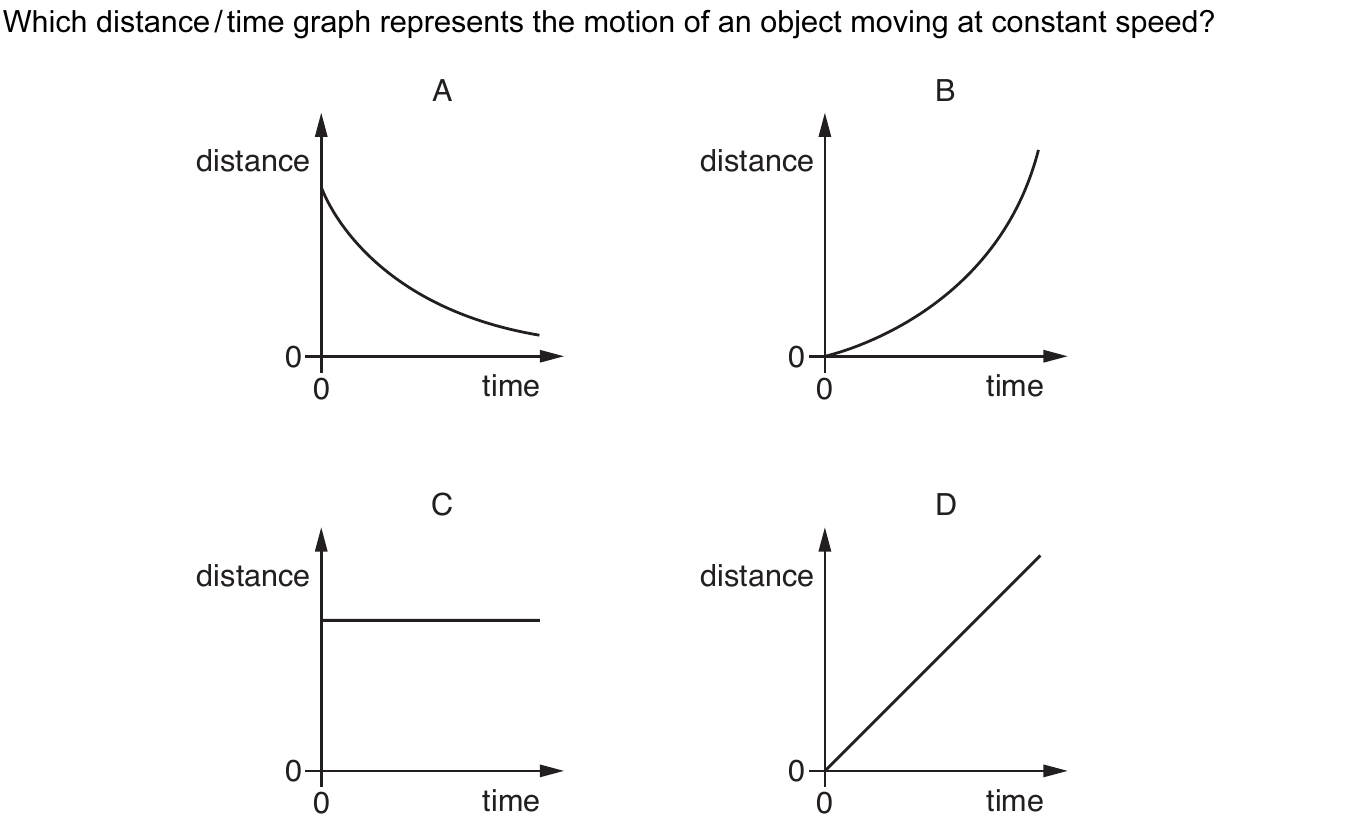 Which distance / time graph represents the motion of an object moving at constant speed?
A
distance
0
0
time
B
distance
0
0
time
C
distance
0
0
time
D
distance
0
0
time